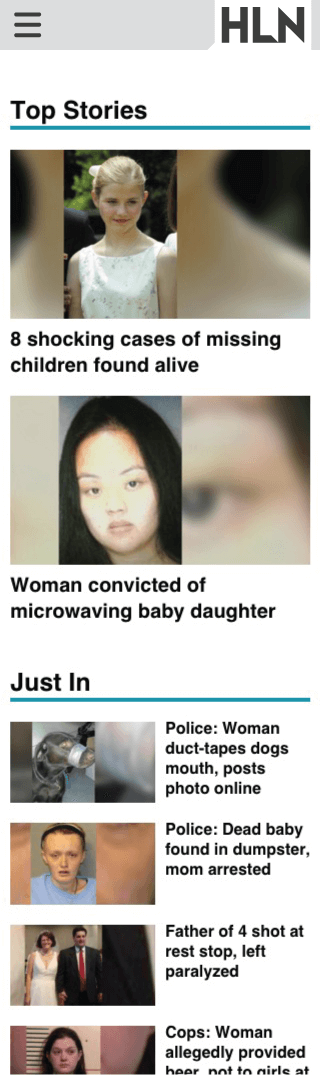 HLN
Top Stories
8 shocking cases of missing
children found alive
Woman convicted of
microwaving baby daughter
Just In
Police: Woman
duct-tapes dogs
mouth, posts
photo online
Police: Dead baby
found in dumpster,
mom arrested
Father of 4 shot at
rest stop, left
paralyzed
Cops: Woman
allegedly provided
beer, pot to girls at